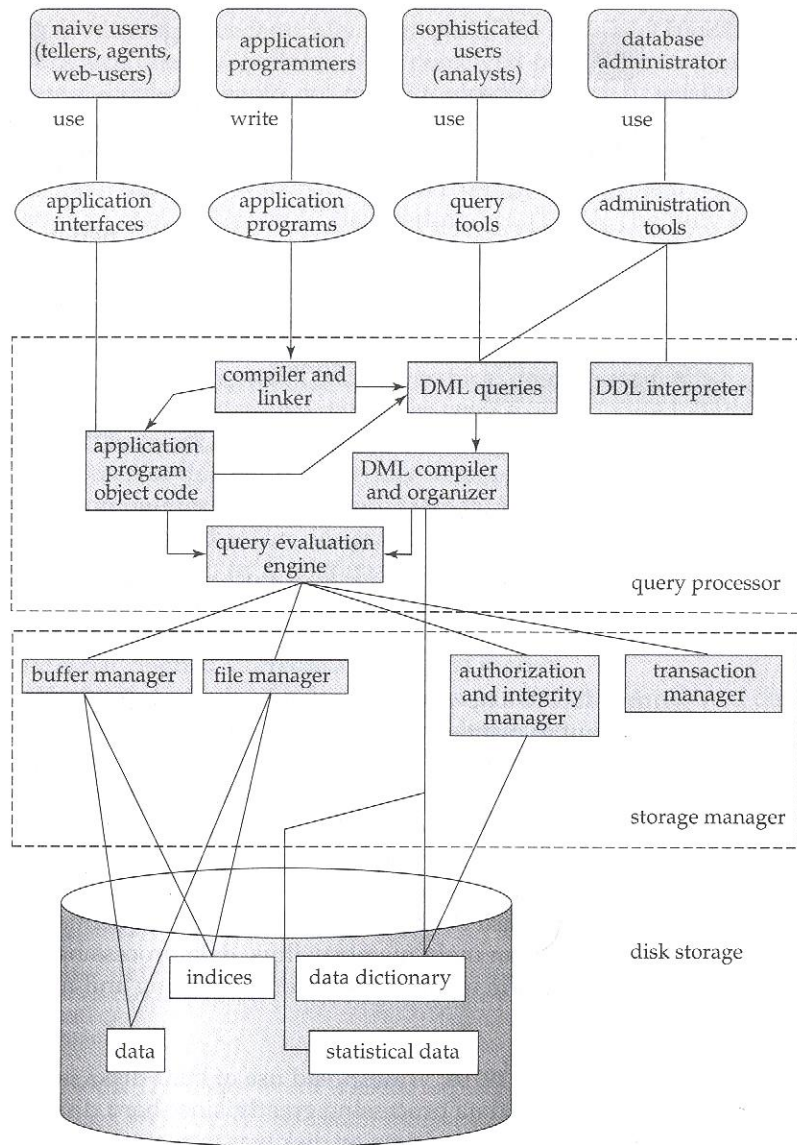 naive users
(tellers, agents,
web-users)
application
programmers
sophisticated
users
(analysts)
database
administrator
use
write
use
use
application
interfaces
application
programs
query
tools
administration
tools
compiler and
linker
DML queries
DDL interpreter
application
program
object code
DML compiler
and organizer
query evaluation
engine
query processor
buffer manager
file manager
authorization
and integrity
manager
transaction
manager
storage manager
disk storage
indices
data dictionary
data
statistical data